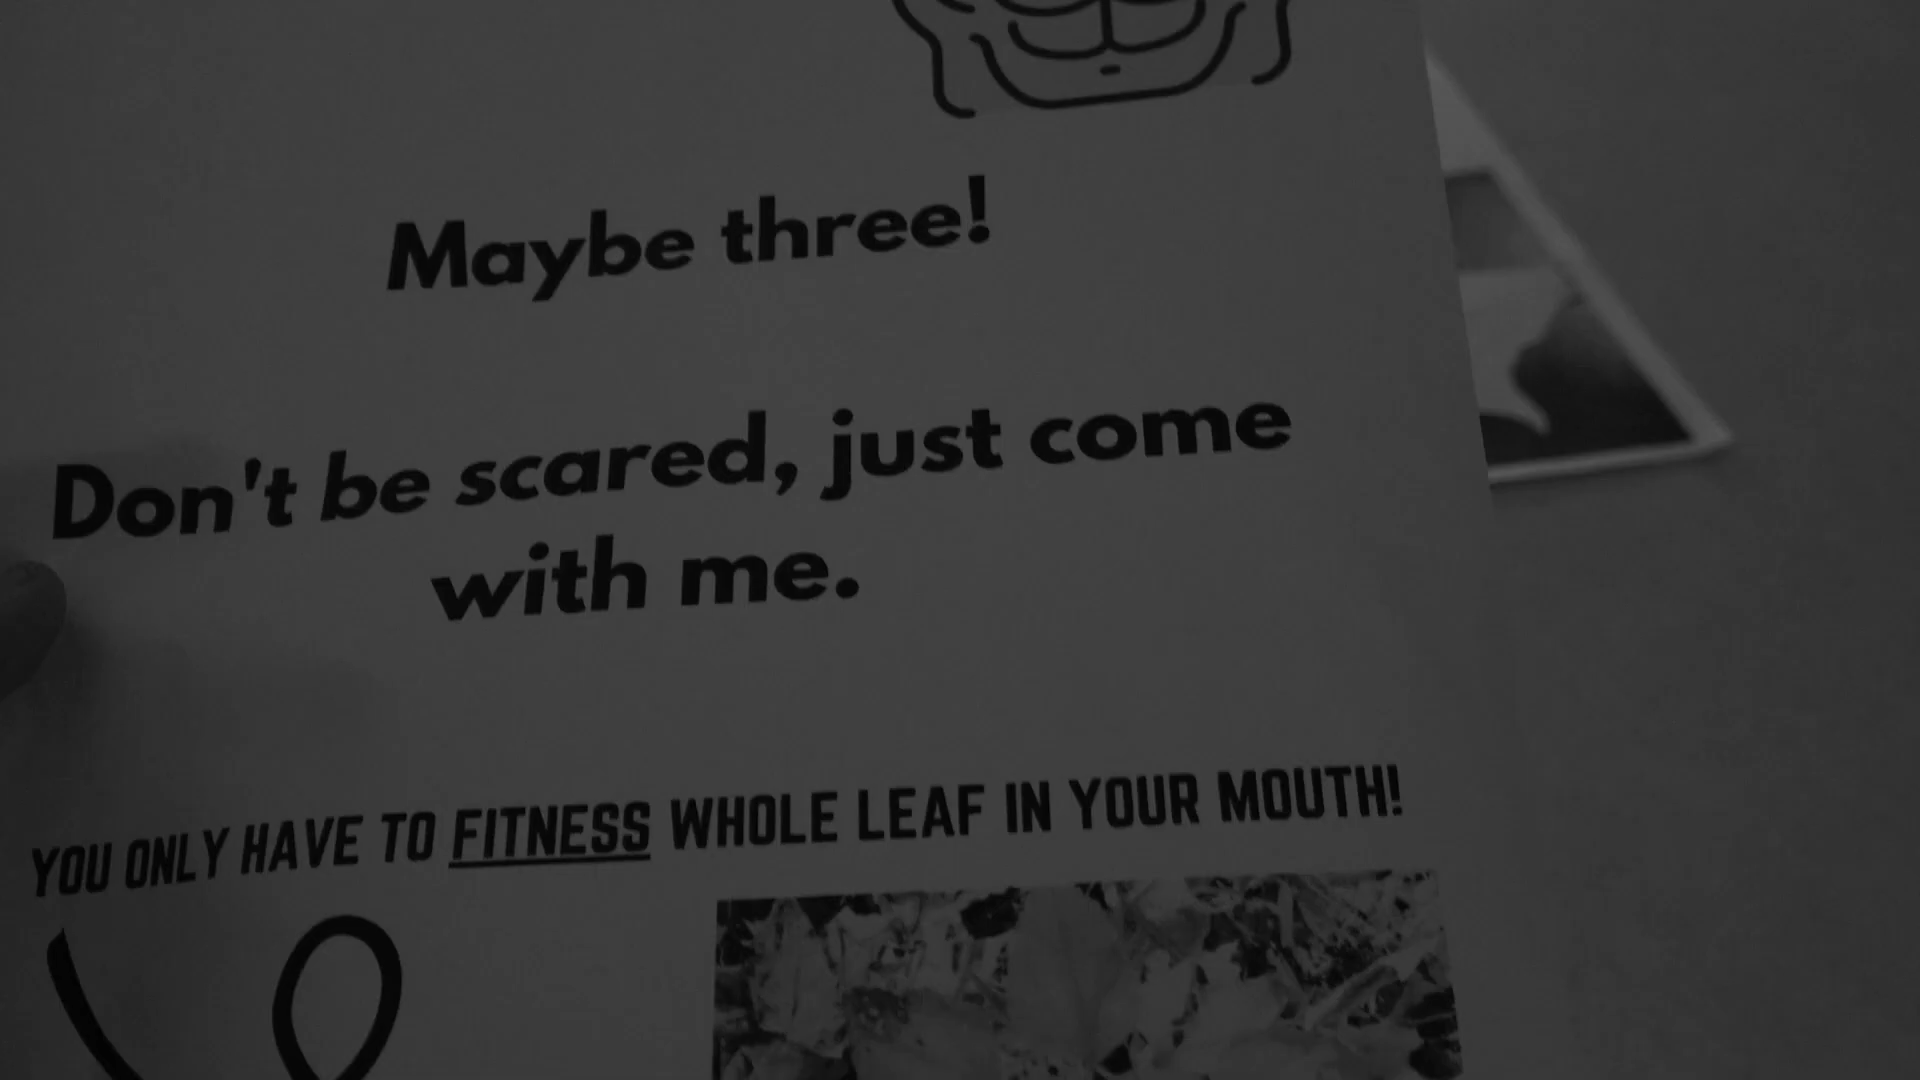 Maybe three!
Don't be scared, just come
with me.
YOU ONLY HAVE TO FITNESS WHOLE LEAF IN YOUR MOUTH!